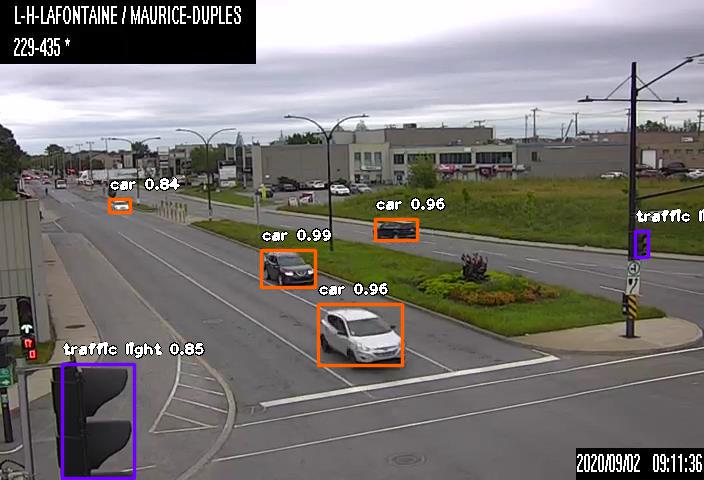 L-H-LAFONTAINE / MAURICE-DUPLES
229-435 *
car 0.84
car 0.96
traffic l
car 0.99
car 0.96
traffic light 0.85
2020/09/02 09:11:36